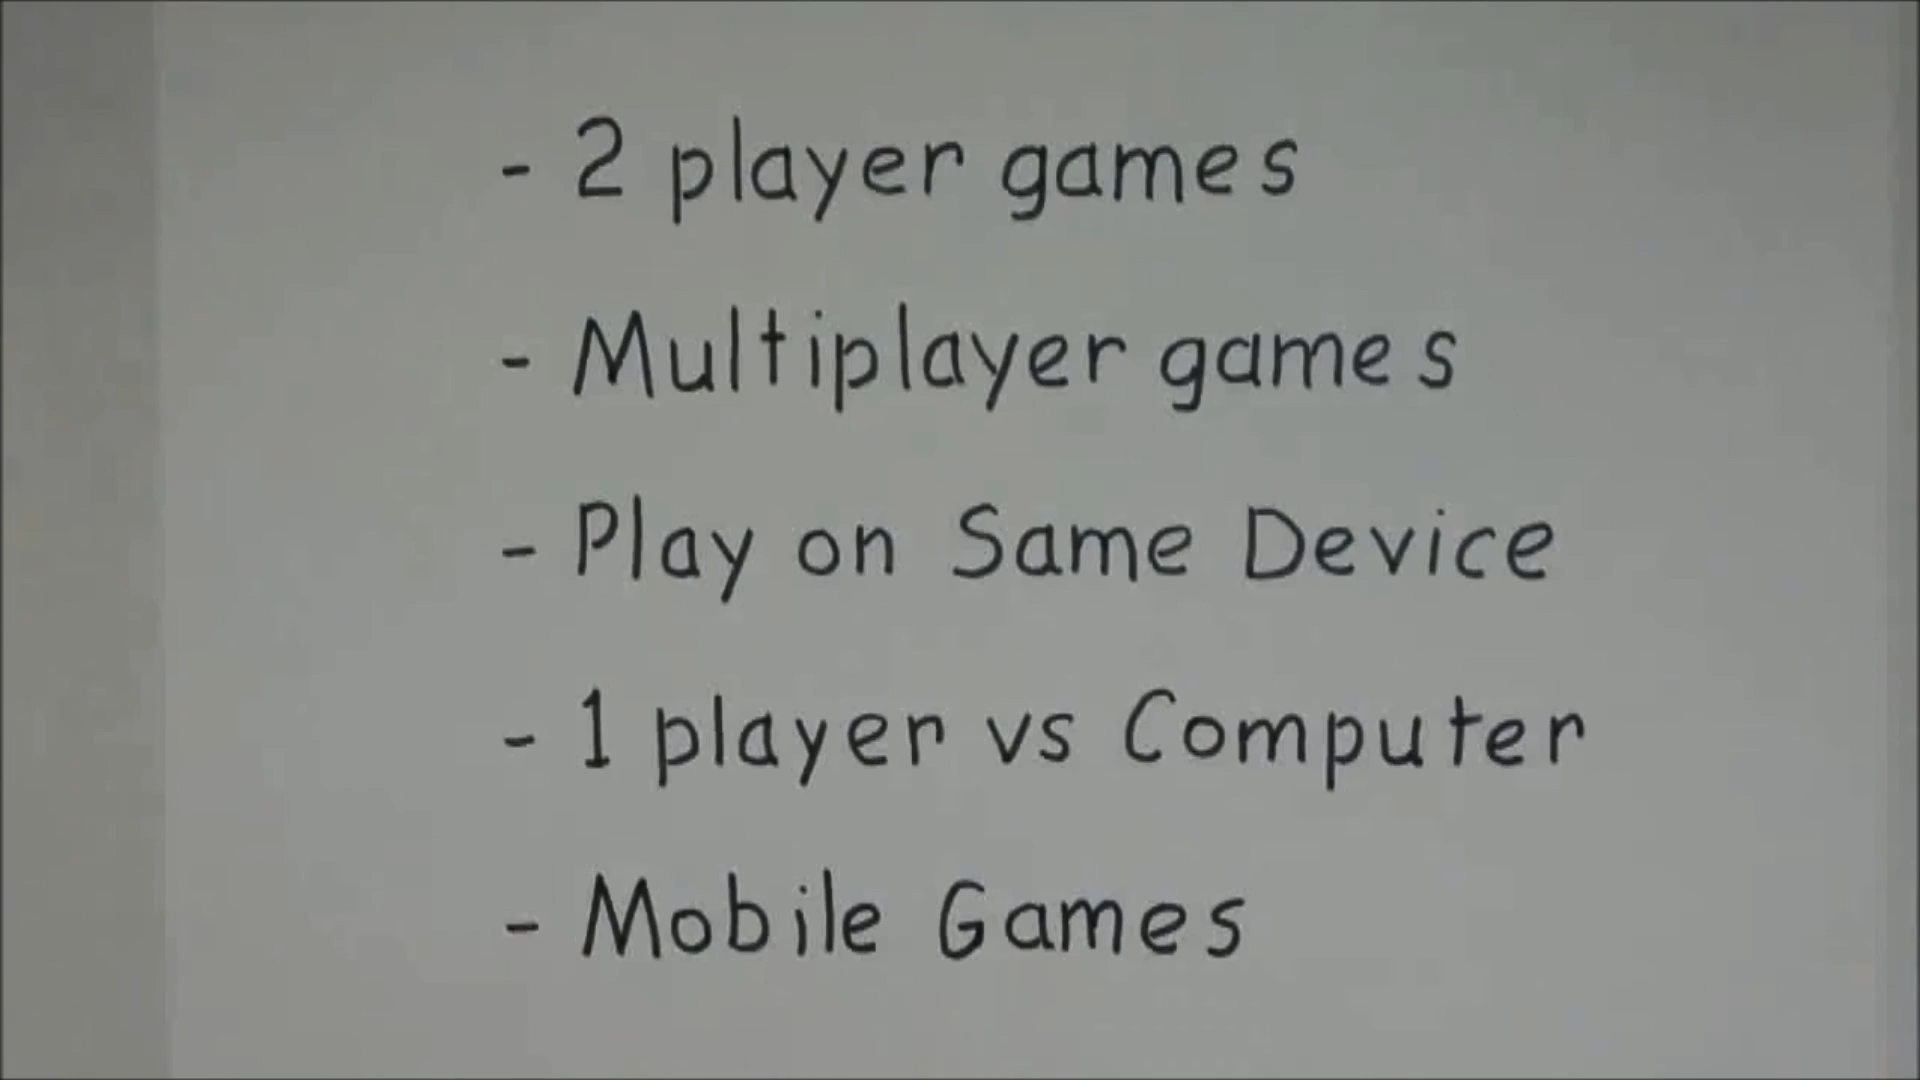 - 2 player games
- Multiplayer games
- Play on Same Device
- 1 player vs Computer
- Mobile Games